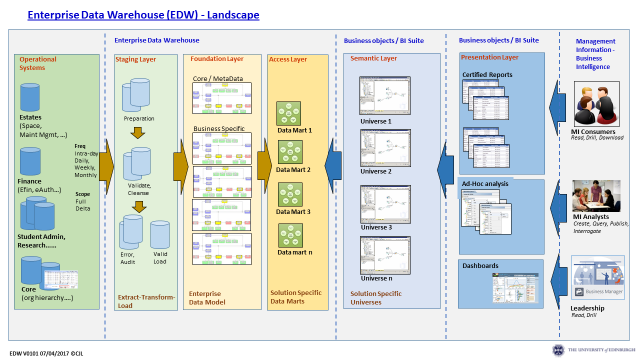 Enterprise Data Warehouse (EDW) - Landscape
Enterprise Data Warehouse
Business objects / BI Suite
Business objects / BI Suite
Management
Information -
Business
Intelligence
Operational
Systems
Estates
(Space,
Maint Mgmt, ...)
Finance
(Efin, eAuth...)
Student Admin,
Research......
Core
(org hierarchy....)
Freq
Intra-day
Daily,
Weekly,
Monthly
Scope
Full
Delta
Staging Layer
Preparation
Validate,
Cleanse
Error,
Audit
Valid
Load
Extract-Transform-
Load
Foundation Layer
Core / MetaData
Business Specific
Enterprise
Data Model
Access Layer
Data Mart 1
Data Mart 2
Data Mart 3
Data Mart n
Solution Specific
Data Marts
Semantic Layer
Universe 1
Universe 2
Universe 3
Universe n
Solution Specific
Universes
Presentation Layer
Certified Reports
Ad-Hoc analysis
Dashboards
MI Consumers
Read, Drill, Download
MI Analysts
Create, Query, Publish,
Interrogate
Business Manager
Leadership
Read, Drill
EDW V0101 07/04/2017 ©CJL
THE UNIVERSITY of EDINBURGH